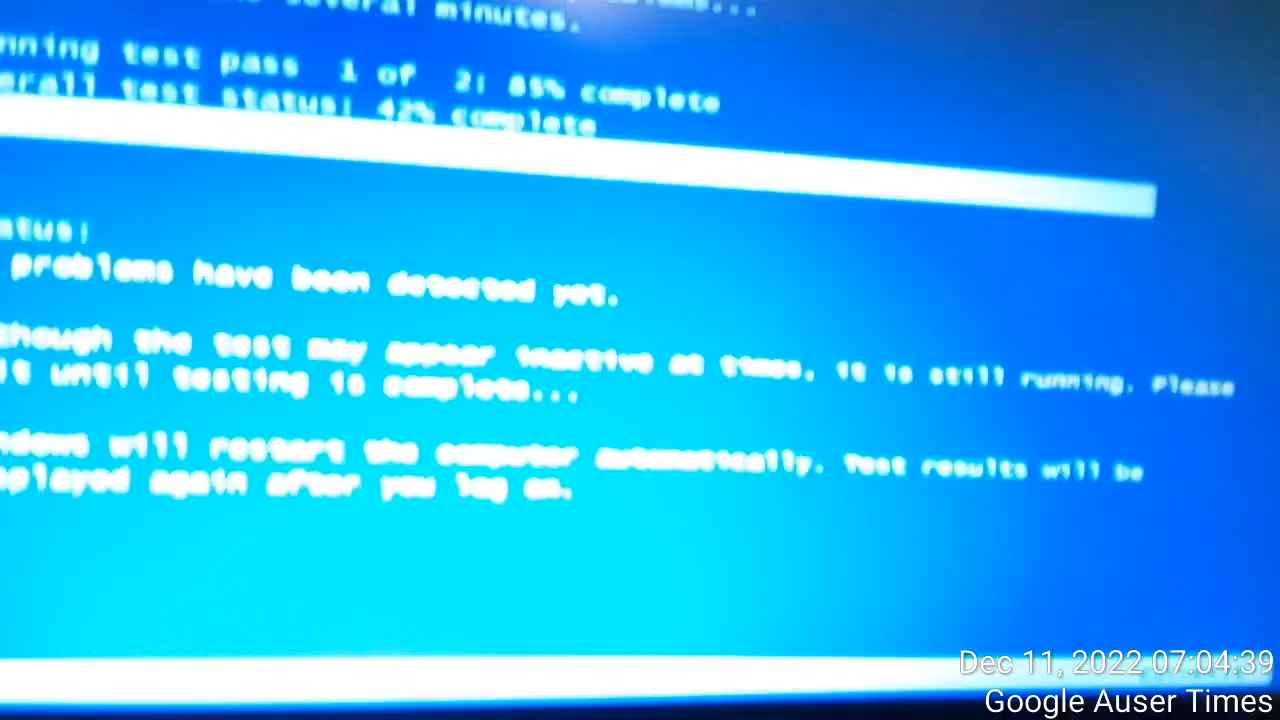 several minutes.
nning test pass 1 of 2: 85% complete
erall test status: 42% complete
atus:
problems have been detected yet.
though the test may appear inactive at times, it is still running. Please
it until testing is complete...
ndows will restart the computer automatically. Test results will be
played again after you log on.
Dec 11, 2022 07:04:39
Google Auser Times